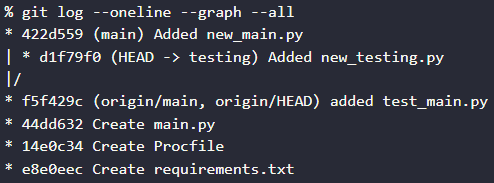 % git log --oneline --graph --all
* 422d559 (main) Added new_main.py
| * d1f79f0 (HEAD -> testing) Added new_testing.py
|/
* f5f429c (origin/main, origin/HEAD) added test_main.py
* 44dd632 Create main.py
* 14e0c34 Create Procfile
* e8e0eec Create requirements.txt